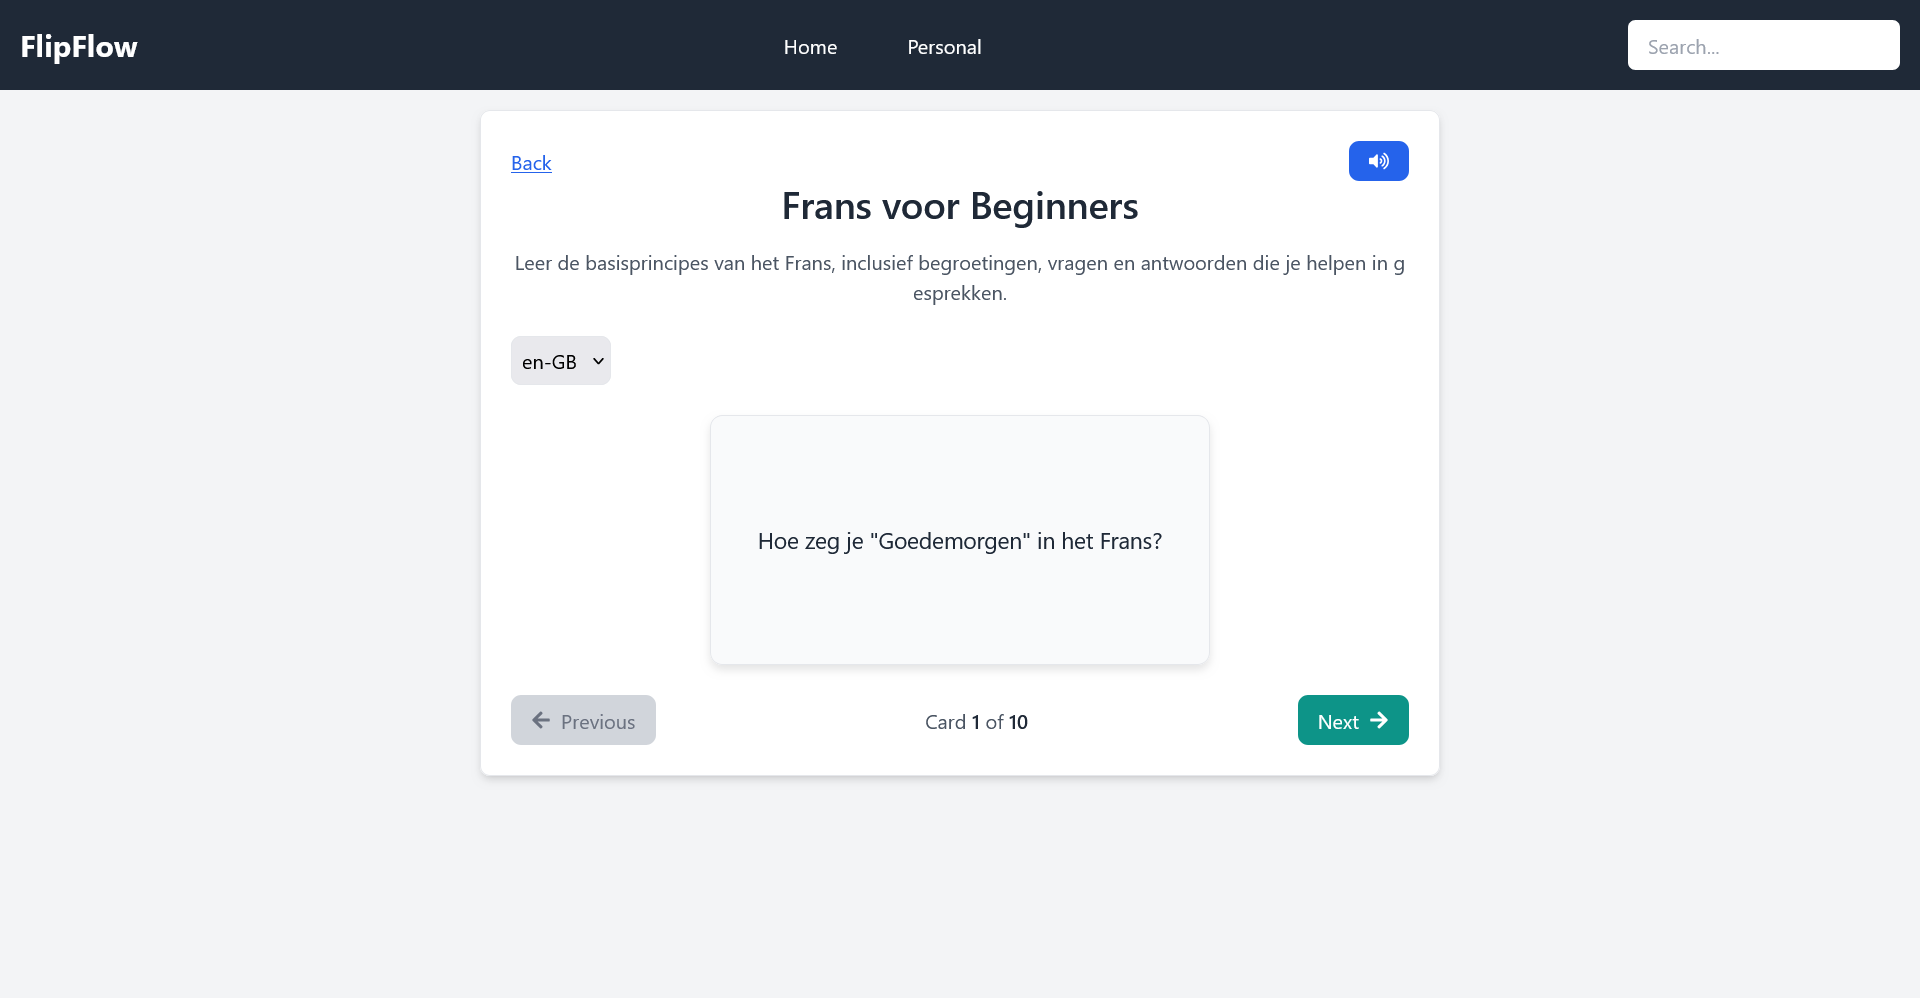 FlipFlow
Home
Personal
Search...
Back
Frans voor Beginners
Leer de basisprincipes van het Frans, inclusief begroetingen, vragen en antwoorden die je helpen in g
esprekken.
en-GB
Hoe zeg je "Goedemorgen" in het Frans?
Previous
Card 1 of 10
Next